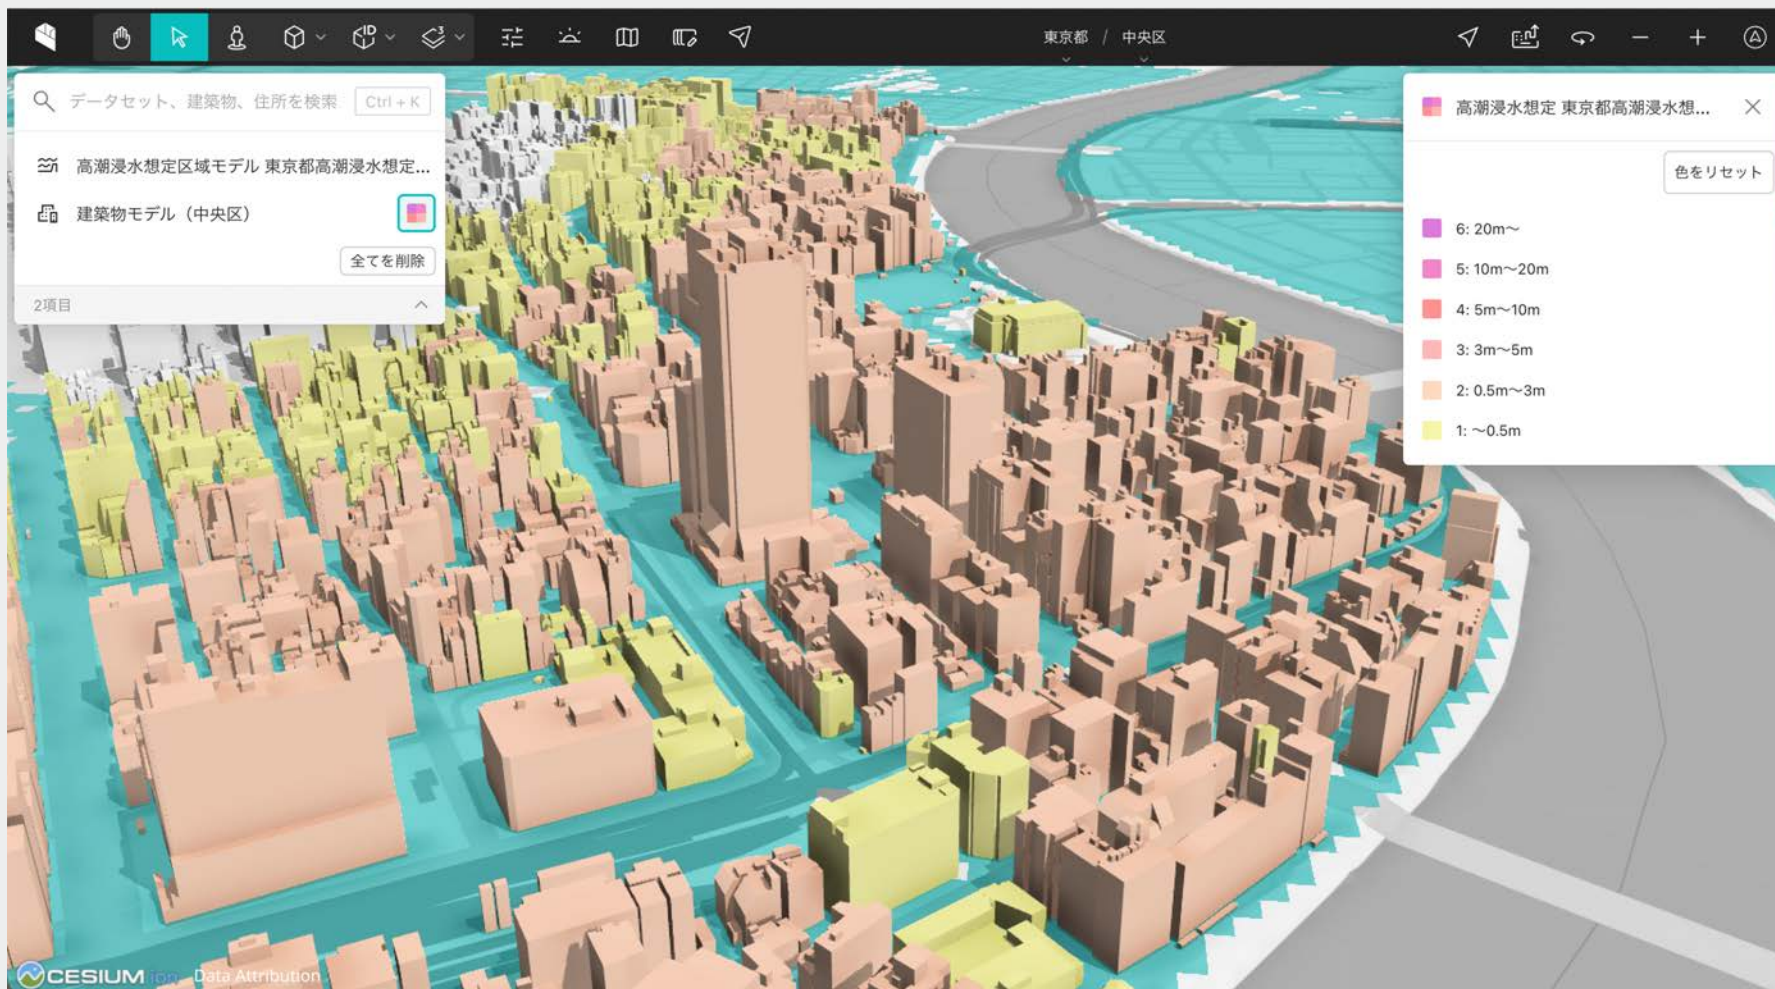 東京都 / 中央区
データセット、建築物、住所を検索 Ctrl + K
高潮浸水想定区域モデル 東京都高潮浸水想定...
建築物モデル（中央区）
全てを削除
2項目
高潮浸水想定 東京都高潮浸水想...
色をリセット
6: 20m〜
5: 10m〜20m
4: 5m〜10m
3: 3m〜5m
2: 0.5m〜3m
1: 〜0.5m
CESIUM ion Data Attribution